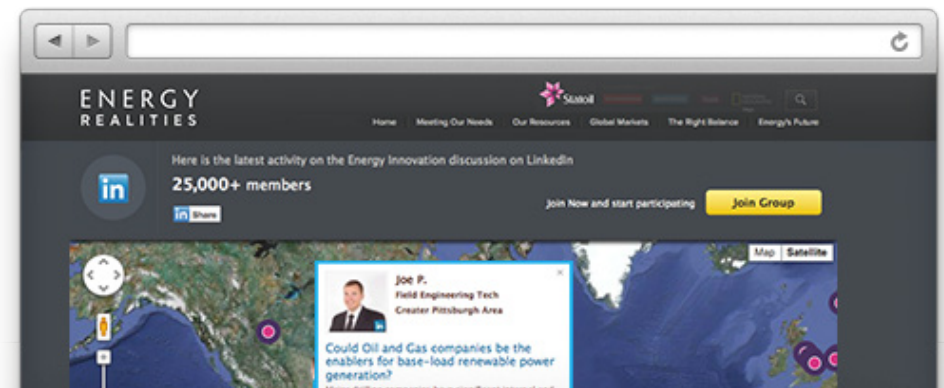 ENERGY
REALITIES
Statoil
Home Meeting Our Needs Our Resources Global Markets The Right Balance Energy's Future
Here is the latest activity on the Energy Innovation discussion on LinkedIn
in
25,000+ members
in Share
Join Now and start participating
Join Group
Map Satellite
Joe P.
Field Engineering Tech
Greater Pittsburgh Area
in
Could Oil and Gas companies be the
enablers for base-load renewable power
generation?